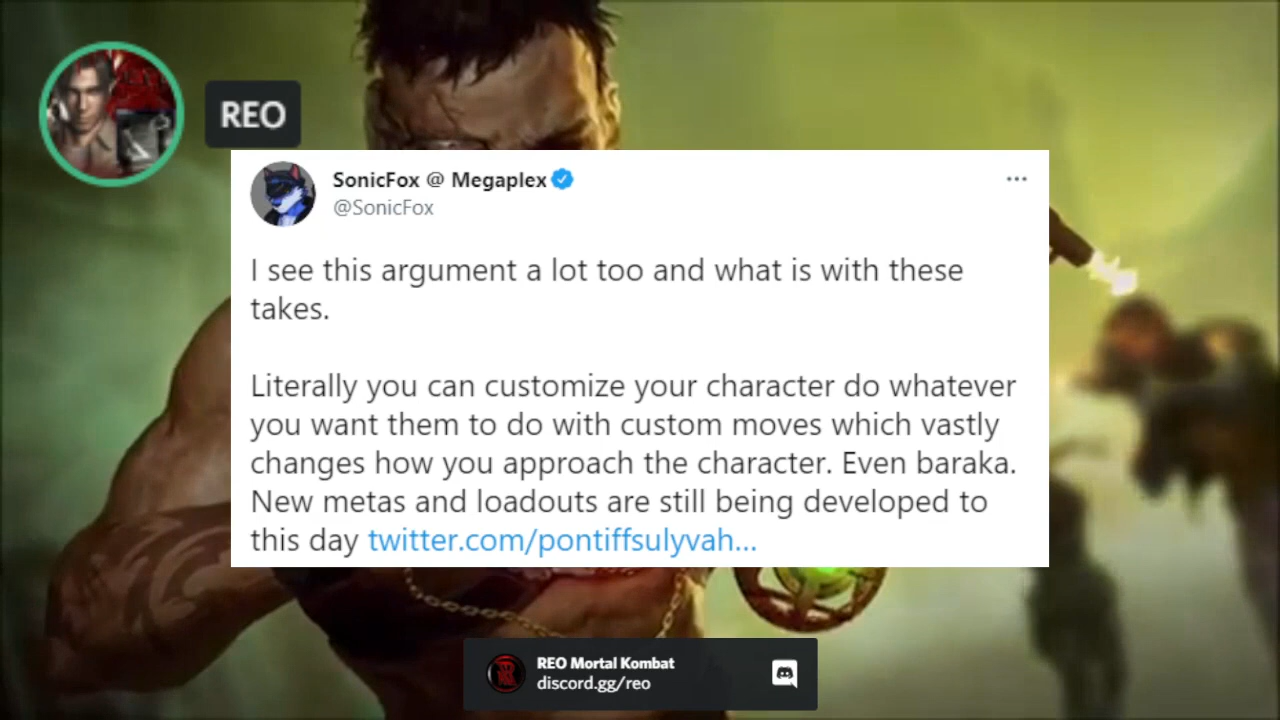 REO
SonicFox @ Megaplex
@SonicFox
I see this argument a lot too and what is with these
takes.
Literally you can customize your character do whatever
you want them to do with custom moves which vastly
changes how you approach the character. Even baraka.
New metas and loadouts are still being developed to
this day twitter.com/pontiffsulyvah...
REO Mortal Kombat
discord.gg/reo